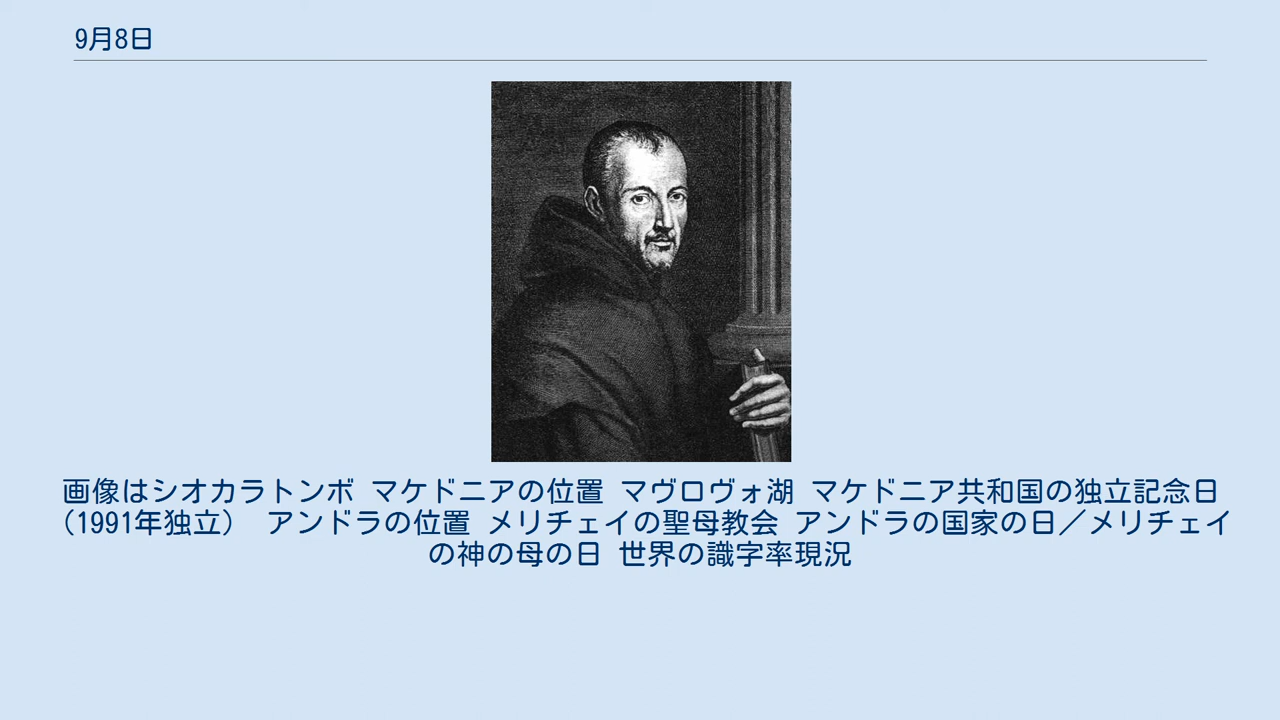 9月8日
画像はシオカラトンボ マケドニアの位置 マヴロヴォ湖 マケドニア共和国の独立記念日
(1991年独立) アンドラの位置 メリチェイの聖母教会 アンドラの国家の日／メリチェイ
の神の母の日 世界の識字率現況